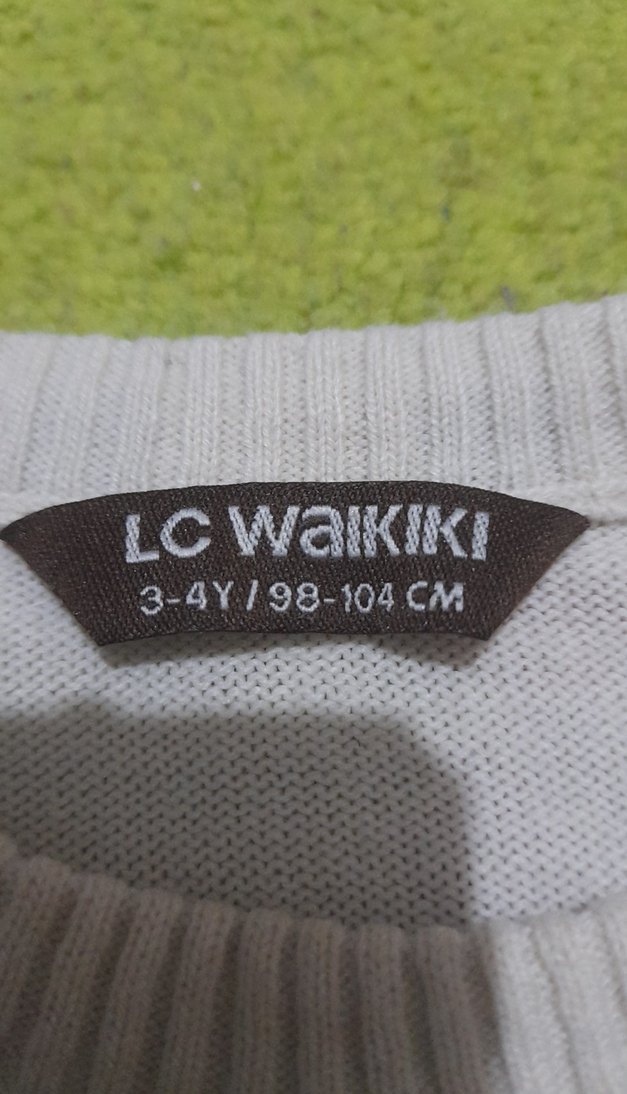 LC WAIKIKI
3-4Y / 98-104 CM